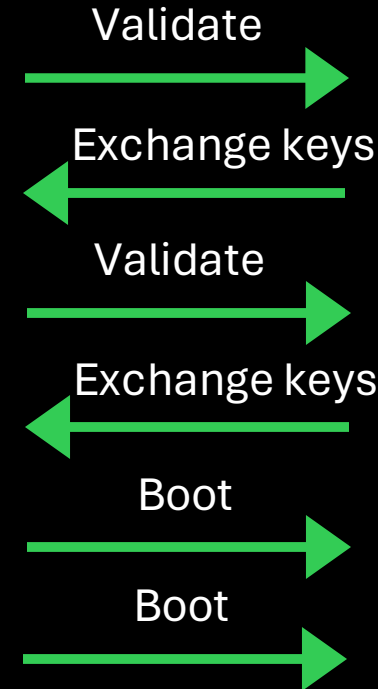 Validate
Exchange keys
Validate
Exchange keys
Boot
Boot